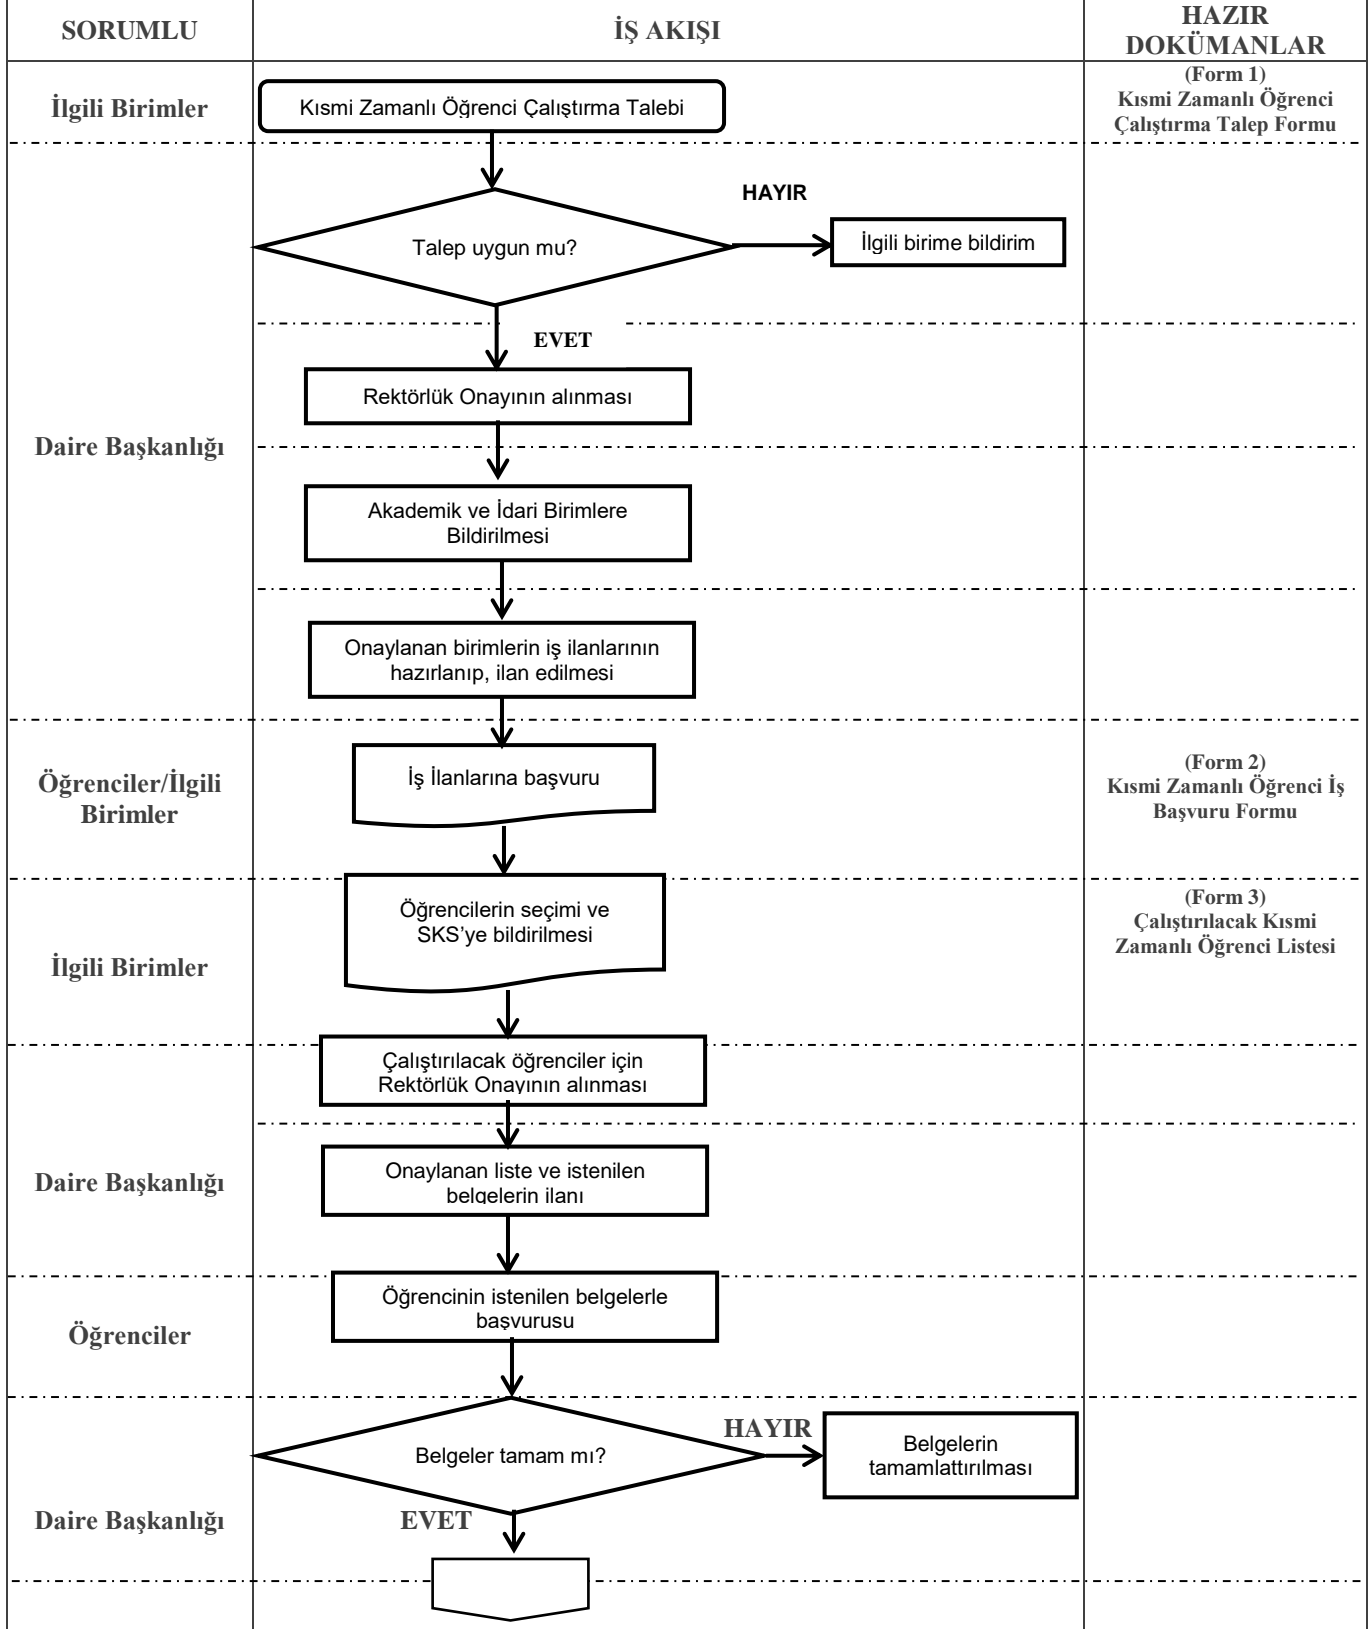 SORUMLU
İŞ AKIŞI
HAZIR
DOKÜMANLAR
İlgili Birimler
Kısmi Zamanlı Öğrenci Çalıştırma Talebi
(Form 1)
Kısmi Zamanlı Öğrenci
Çalıştırma Talep Formu
Talep uygun mu?
HAYIR
İlgili birime bildirim
EVET
Rektörlük Onayının alınması
Daire Başkanlığı
Akademik ve İdari Birimlere
Bildirilmesi
Onaylanan birimlerin iş ilanlarının
hazırlanıp, ilan edilmesi
Öğrenciler/İlgili
Birimler
İş İlanlarına başvuru
(Form 2)
Kısmi Zamanlı Öğrenci İş
Başvuru Formu
İlgili Birimler
Öğrencilerin seçimi ve
SKS’ye bildirilmesi
(Form 3)
Çalıştırılacak Kısmi
Zamanlı Öğrenci Listesi
Çalıştırılacak öğrenciler için
Rektörlük Onayının alınması
Daire Başkanlığı
Onaylanan liste ve istenilen
belgelerin ilanı
Öğrenciler
Öğrencinin istenilen belgelerle
başvurusu
Belgeler tamam mı?
HAYIR
Belgelerin
tamamlattırılması
Daire Başkanlığı
EVET